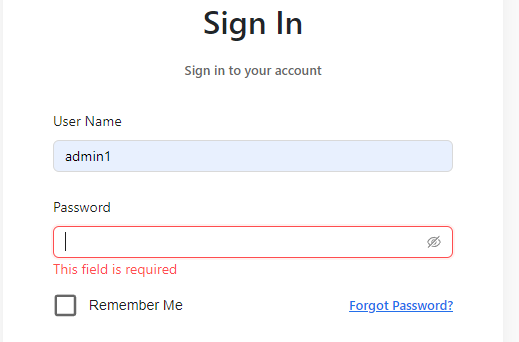 Sign In
Sign in to your account
User Name
admin1
Password
This field is required
Remember Me Forgot Password?